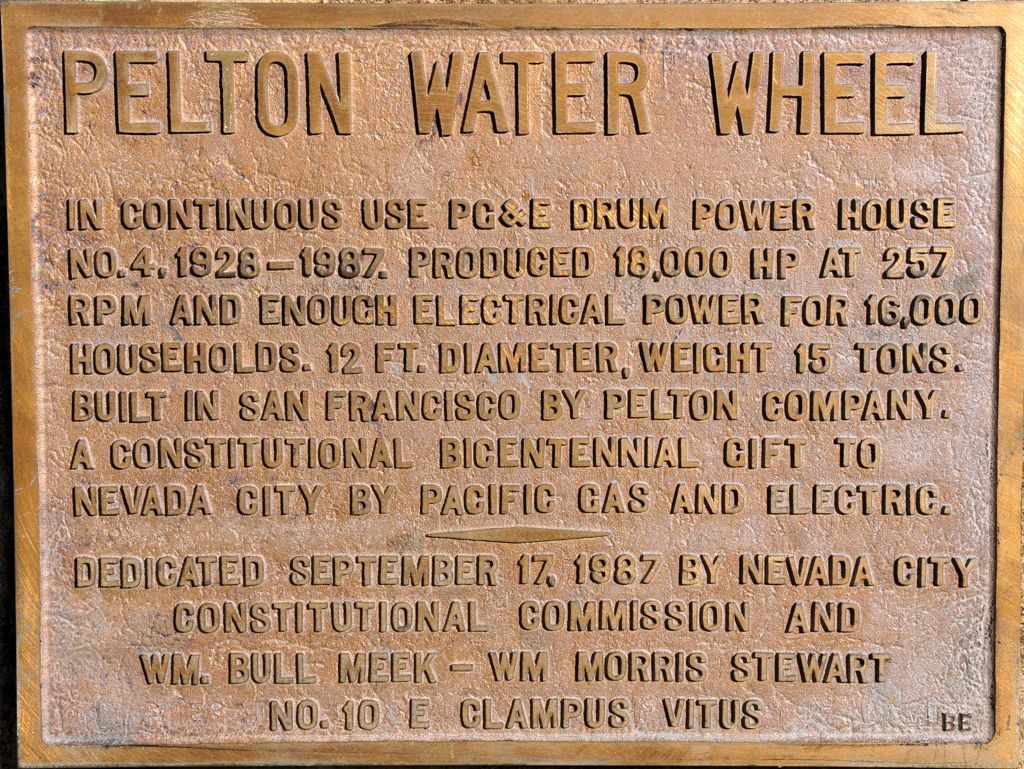 PELTON WATER WHEEL
IN CONTINUOUS USE PG&E DRUM POWER HOUSE
NO. 4, 1928 – 1987. PRODUCED 18,000 HP AT 257
RPM AND ENOUGH ELECTRICAL POWER FOR 16,000
HOUSEHOLDS. 12 FT. DIAMETER, WEIGHT 15 TONS.
BUILT IN SAN FRANCISCO BY PELTON COMPANY.
A CONSTITUTIONAL BICENTENNIAL GIFT TO
NEVADA CITY BY PACIFIC GAS AND ELECTRIC.
DEDICATED SEPTEMBER 17, 1987 BY NEVADA CITY
CONSTITUTIONAL COMMISSION AND
WM. BULL MEEK – WM MORRIS STEWART
NO. 10 E CLAMPUS VITUS
BE